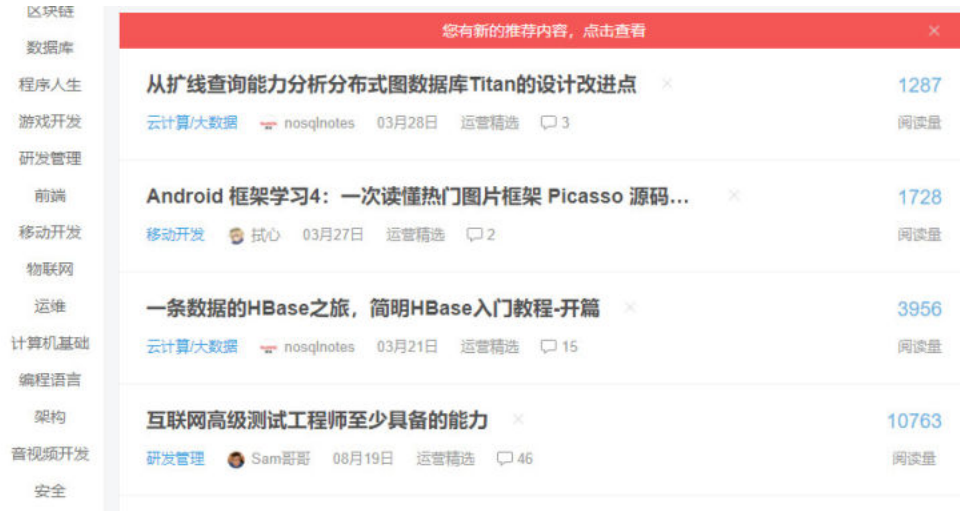 区块链
数据库
程序人生
游戏开发
研发管理
前端
移动开发
物联网
运维
计算机基础
编程语言
架构
音视频开发
安全
您有新的推荐内容，点击查看 ×
从扩线查询能力分析分布式图数据库Titan的设计改进点 × 1287
云计算/大数据 nosqlnotes 03月28日 运营精选 3 阅读量
Android 框架学习4：一次读懂热门图片框架 Picasso 源码... × 1728
移动开发 拭心 03月27日 运营精选 2 阅读量
一条数据的HBase之旅，简明HBase入门教程-开篇 × 3956
云计算/大数据 nosqlnotes 03月21日 运营精选 15 阅读量
互联网高级测试工程师至少具备的能力 × 10763
研发管理 Sam哥哥 08月19日 运营精选 46 阅读量